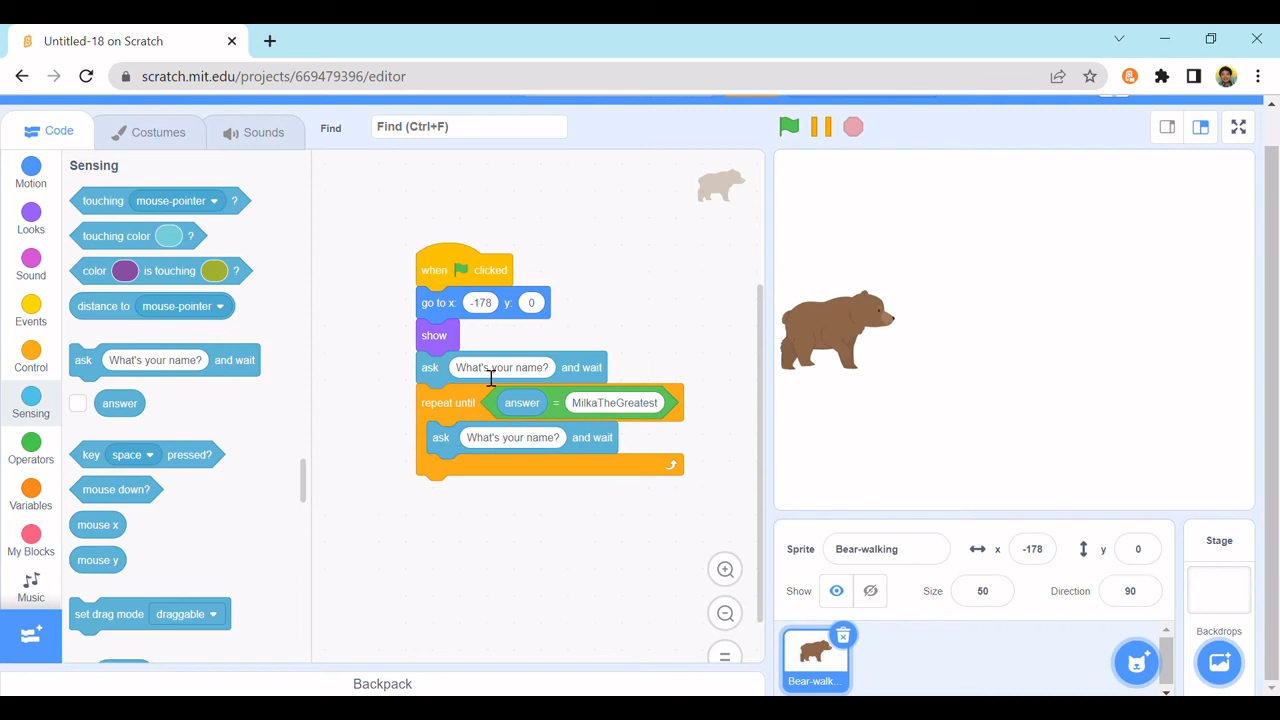 Untitled-18 on Scratch
scratch.mit.edu/projects/669479396/editor
Code
Costumes
Sounds
Find
Find (Ctrl+F)
Motion
Looks
Sound
Events
Control
Sensing
Operators
Variables
My Blocks
Music
Sensing
touching mouse-pointer ?
touching color ?
color is touching ?
distance to mouse-pointer
ask What's your name? and wait
answer
key space pressed?
mouse down?
mouse x
mouse y
set drag mode draggable
when clicked
go to x: -178 y: 0
show
ask What's your name? and wait
repeat until answer = MilkaTheGreatest
ask What's your name? and wait
Backpack
Sprite Bear-walking x -178 y 0
Show Size 50 Direction 90
Bear-walk...
Stage
Backdrops